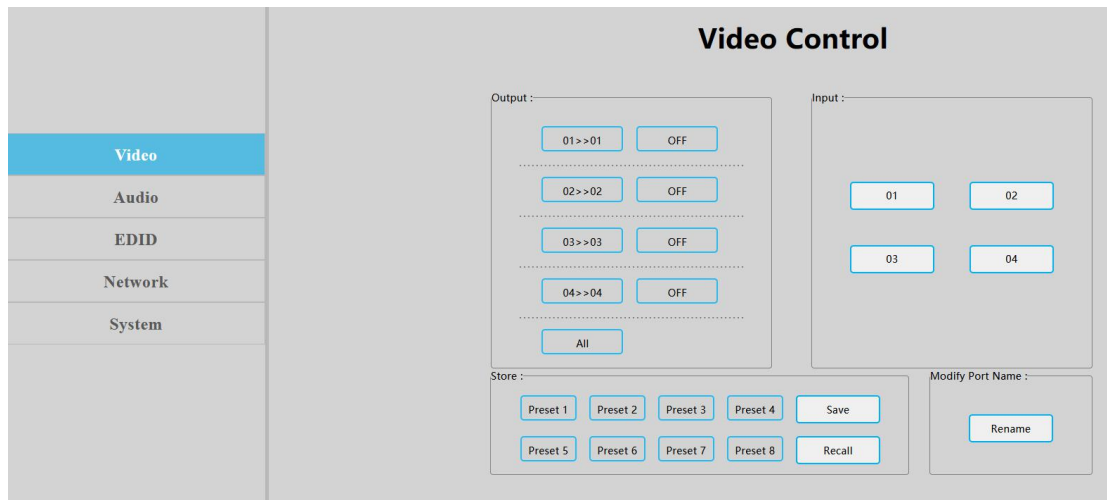 Video Control
Video
Audio
EDID
Network
System
Output :
01>>01 OFF
02>>02 OFF
03>>03 OFF
04>>04 OFF
All
Input :
01 02
03 04
Store :
Preset 1 Preset 2 Preset 3 Preset 4 Save
Preset 5 Preset 6 Preset 7 Preset 8 Recall
Modify Port Name :
Rename